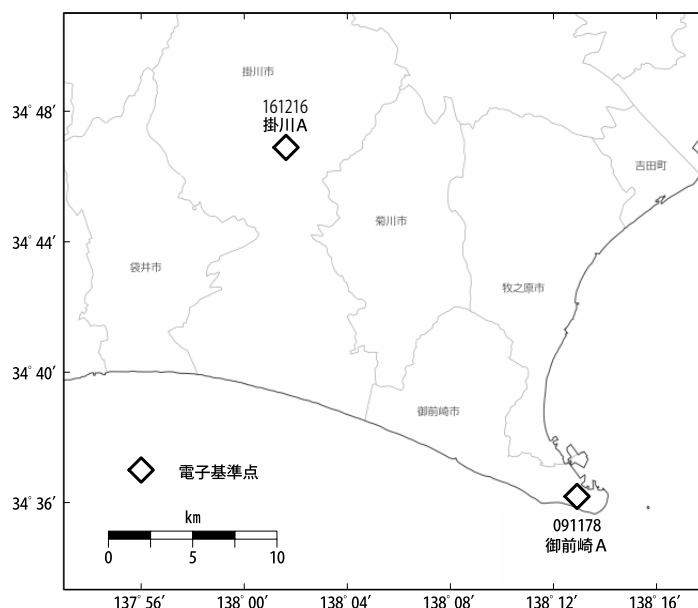 掛川市
34°48′
161216
掛川A
吉田町
菊川市
34°44′
袋井市
牧之原市
34°40′
御前崎市
電子基準点
34°36′
km
0 5 10
091178
御前崎A
137°56′ 138°00′ 138°04′ 138°08′ 138°12′ 138°16′